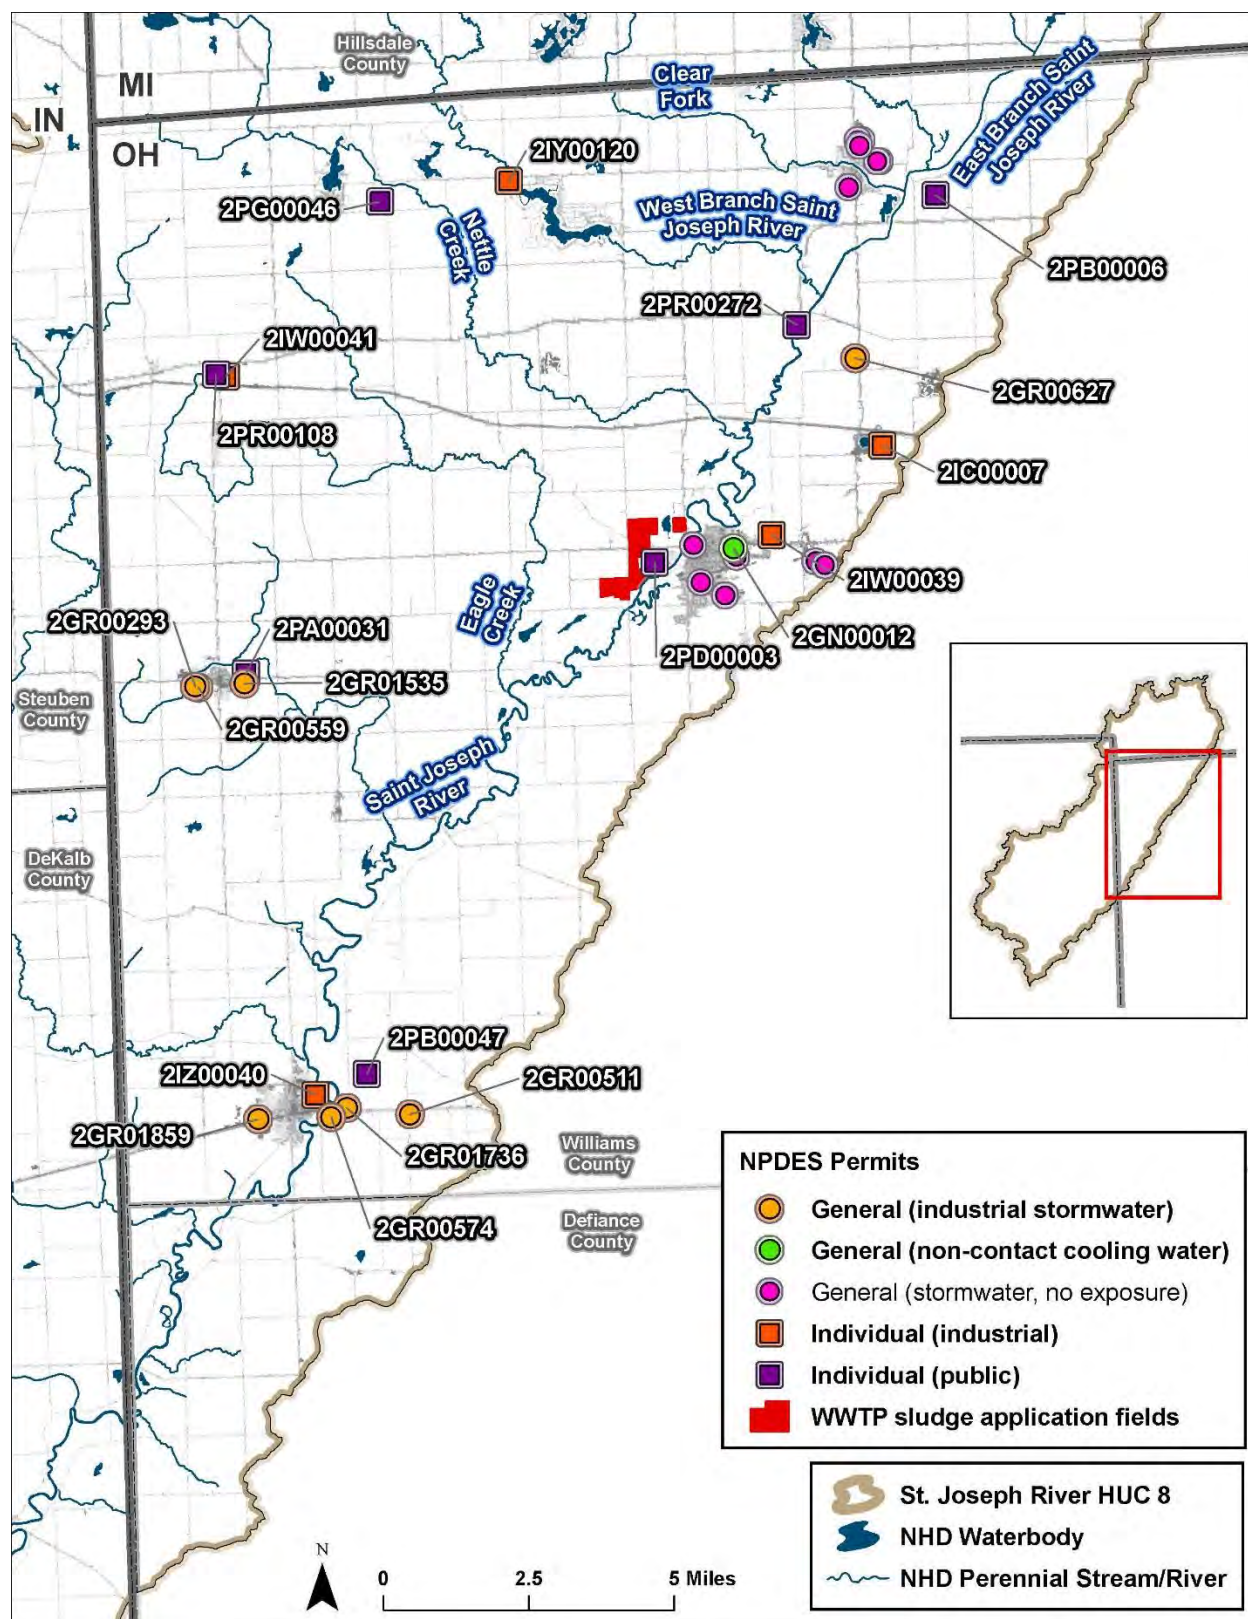 Hillsdale
County
MI
IN
OH
Clear
Fork
East Branch Saint
Joseph River
2IY00120
2PG00046
Nettle
Creek
West Branch Saint
Joseph River
2PB00006
2PR00272
2IW00041
2GR00627
2PR00108
2IC00007
2IW00039
Eagle
Creek
2GN00012
2PD00003
2GR00293
2PA00031
2GR01535
Steuben
County
2GR00559
Saint Joseph
River
DeKalb
County
2PB00047
2IZ00040
2GR00511
2GR01859
2GR01736
Williams
County
2GR00574
Defiance
County
NPDES Permits
General (industrial stormwater)
General (non-contact cooling water)
General (stormwater, no exposure)
Individual (industrial)
Individual (public)
WWTP sludge application fields
St. Joseph River HUC 8
NHD Waterbody
NHD Perennial Stream/River
N
0 2.5 5 Miles